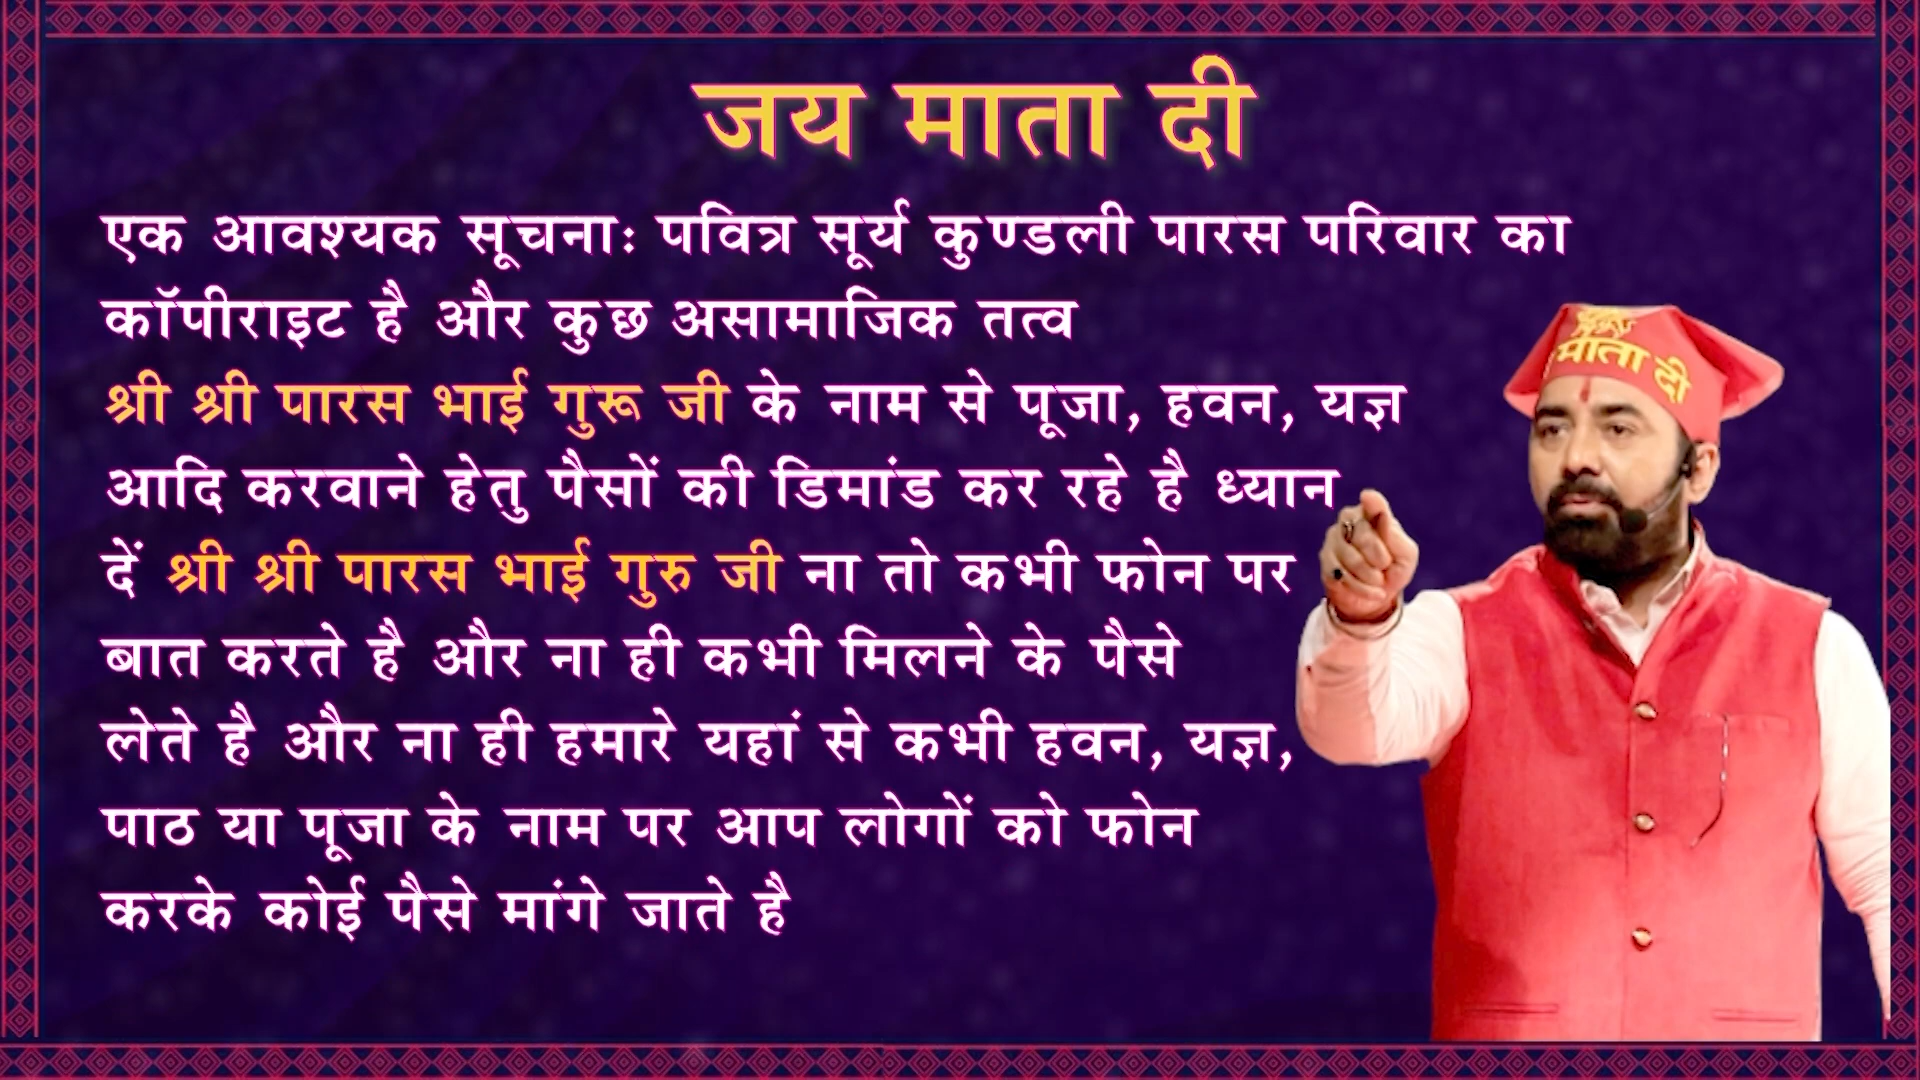 जय माता दी
एक आवश्यक सूचनाः पवित्र सूर्य कुण्डली पारस परिवार का
कॉपीराइट है और कुछ असामाजिक तत्व
श्री श्री पारस भाई गुरू जी के नाम से पूजा, हवन, यज्ञ
आदि करवाने हेतु पैसों की डिमांड कर रहे है ध्यान
दें श्री श्री पारस भाई गुरु जी ना तो कभी फोन पर
बात करते है और ना ही कभी मिलने के पैसे
लेते है और ना ही हमारे यहां से कभी हवन, यज्ञ,
पाठ या पूजा के नाम पर आप लोगों को फोन
करके कोई पैसे मांगे जाते है
माता दी